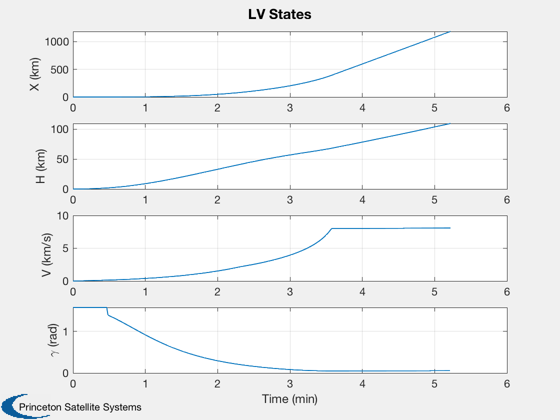 LV States
X (km)
1000
500
0
0 1 2 3 4 5 6
H (km)
100
50
0
0 1 2 3 4 5 6
V (km/s)
10
5
0
0 1 2 3 4 5 6
γ (rad)
1
0
0 1 2 3 4 5 6
Time (min)
Princeton Satellite Systems